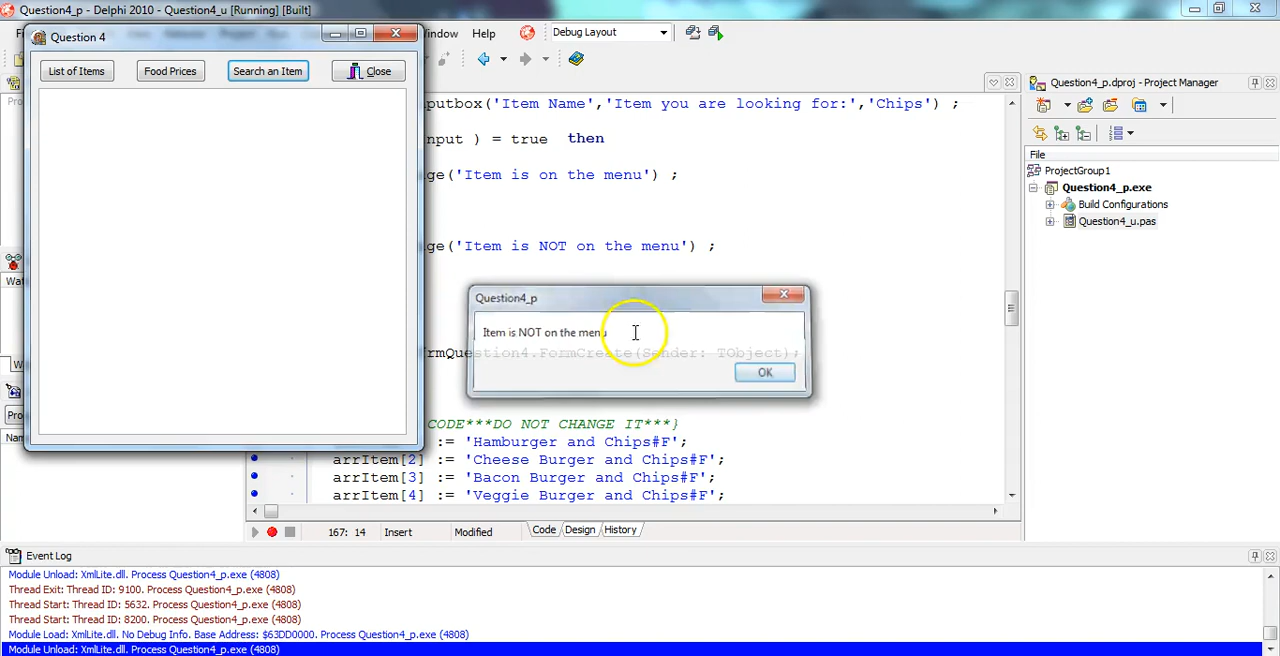 Question4_p - Delphi 2010 - Question4_u [Running] [Built]
indow Help Debug Layout
Question 4
List of Items Food Prices Search an Item Close
putbox('Item Name','Item you are looking for:','Chips') ;
nput ) = true then
ge('Item is on the menu') ;
ge('Item is NOT on the menu') ;
Question4_p
Item is NOT on the menu
rmQuestion4.FormCreate(Sender: TObject);
OK
CODE***DO NOT CHANGE IT***}
:= 'Hamburger and Chips#F';
arrItem[2] := 'Cheese Burger and Chips#F';
arrItem[3] := 'Bacon Burger and Chips#F';
arrItem[4] := 'Veggie Burger and Chips#F';
167: 14 Insert Modified Code Design History
Question4_p.dproj - Project Manager
File
ProjectGroup1
Question4_p.exe
Build Configurations
Question4_u.pas
Event Log
Module Unload: XmlLite.dll. Process Question4_p.exe (4808)
Thread Exit: Thread ID: 9100. Process Question4_p.exe (4808)
Thread Start: Thread ID: 5632. Process Question4_p.exe (4808)
Thread Start: Thread ID: 8200. Process Question4_p.exe (4808)
Module Load: XmlLite.dll. No Debug Info. Base Address: $63DD0000. Process Question4_p.exe (4808)
Module Unload: XmlLite.dll. Process Question4_p.exe (4808)